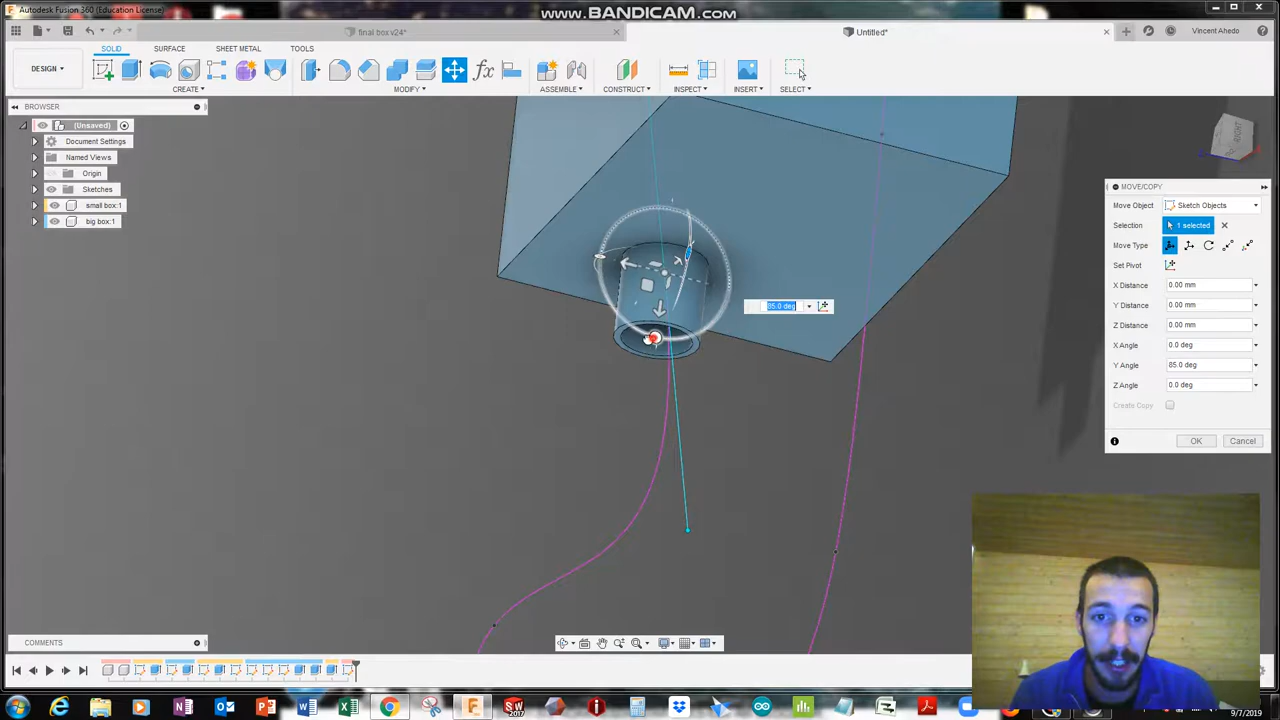 Autodesk Fusion 360 (Education License)
WWW.BANDICAM.COM
final box v24*
Untitled*
Vincent Ahedo
SOLID
SURFACE
SHEET METAL
TOOLS
DESIGN
CREATE
MODIFY
ASSEMBLE
CONSTRUCT
INSPECT
INSERT
SELECT
BROWSER
(Unsaved)
Document Settings
Named Views
Origin
Sketches
small box:1
big box:1
RIGHT
MOVE/COPY
Move Object
Sketch Objects
Selection
1 selected
Move Type
Set Pivot
X Distance
0.00 mm
Y Distance
0.00 mm
Z Distance
0.00 mm
X Angle
0.0 deg
Y Angle
85.0 deg
Z Angle
0.0 deg
Create Copy
OK
Cancel
85.0 deg
COMMENTS
9/7/2019